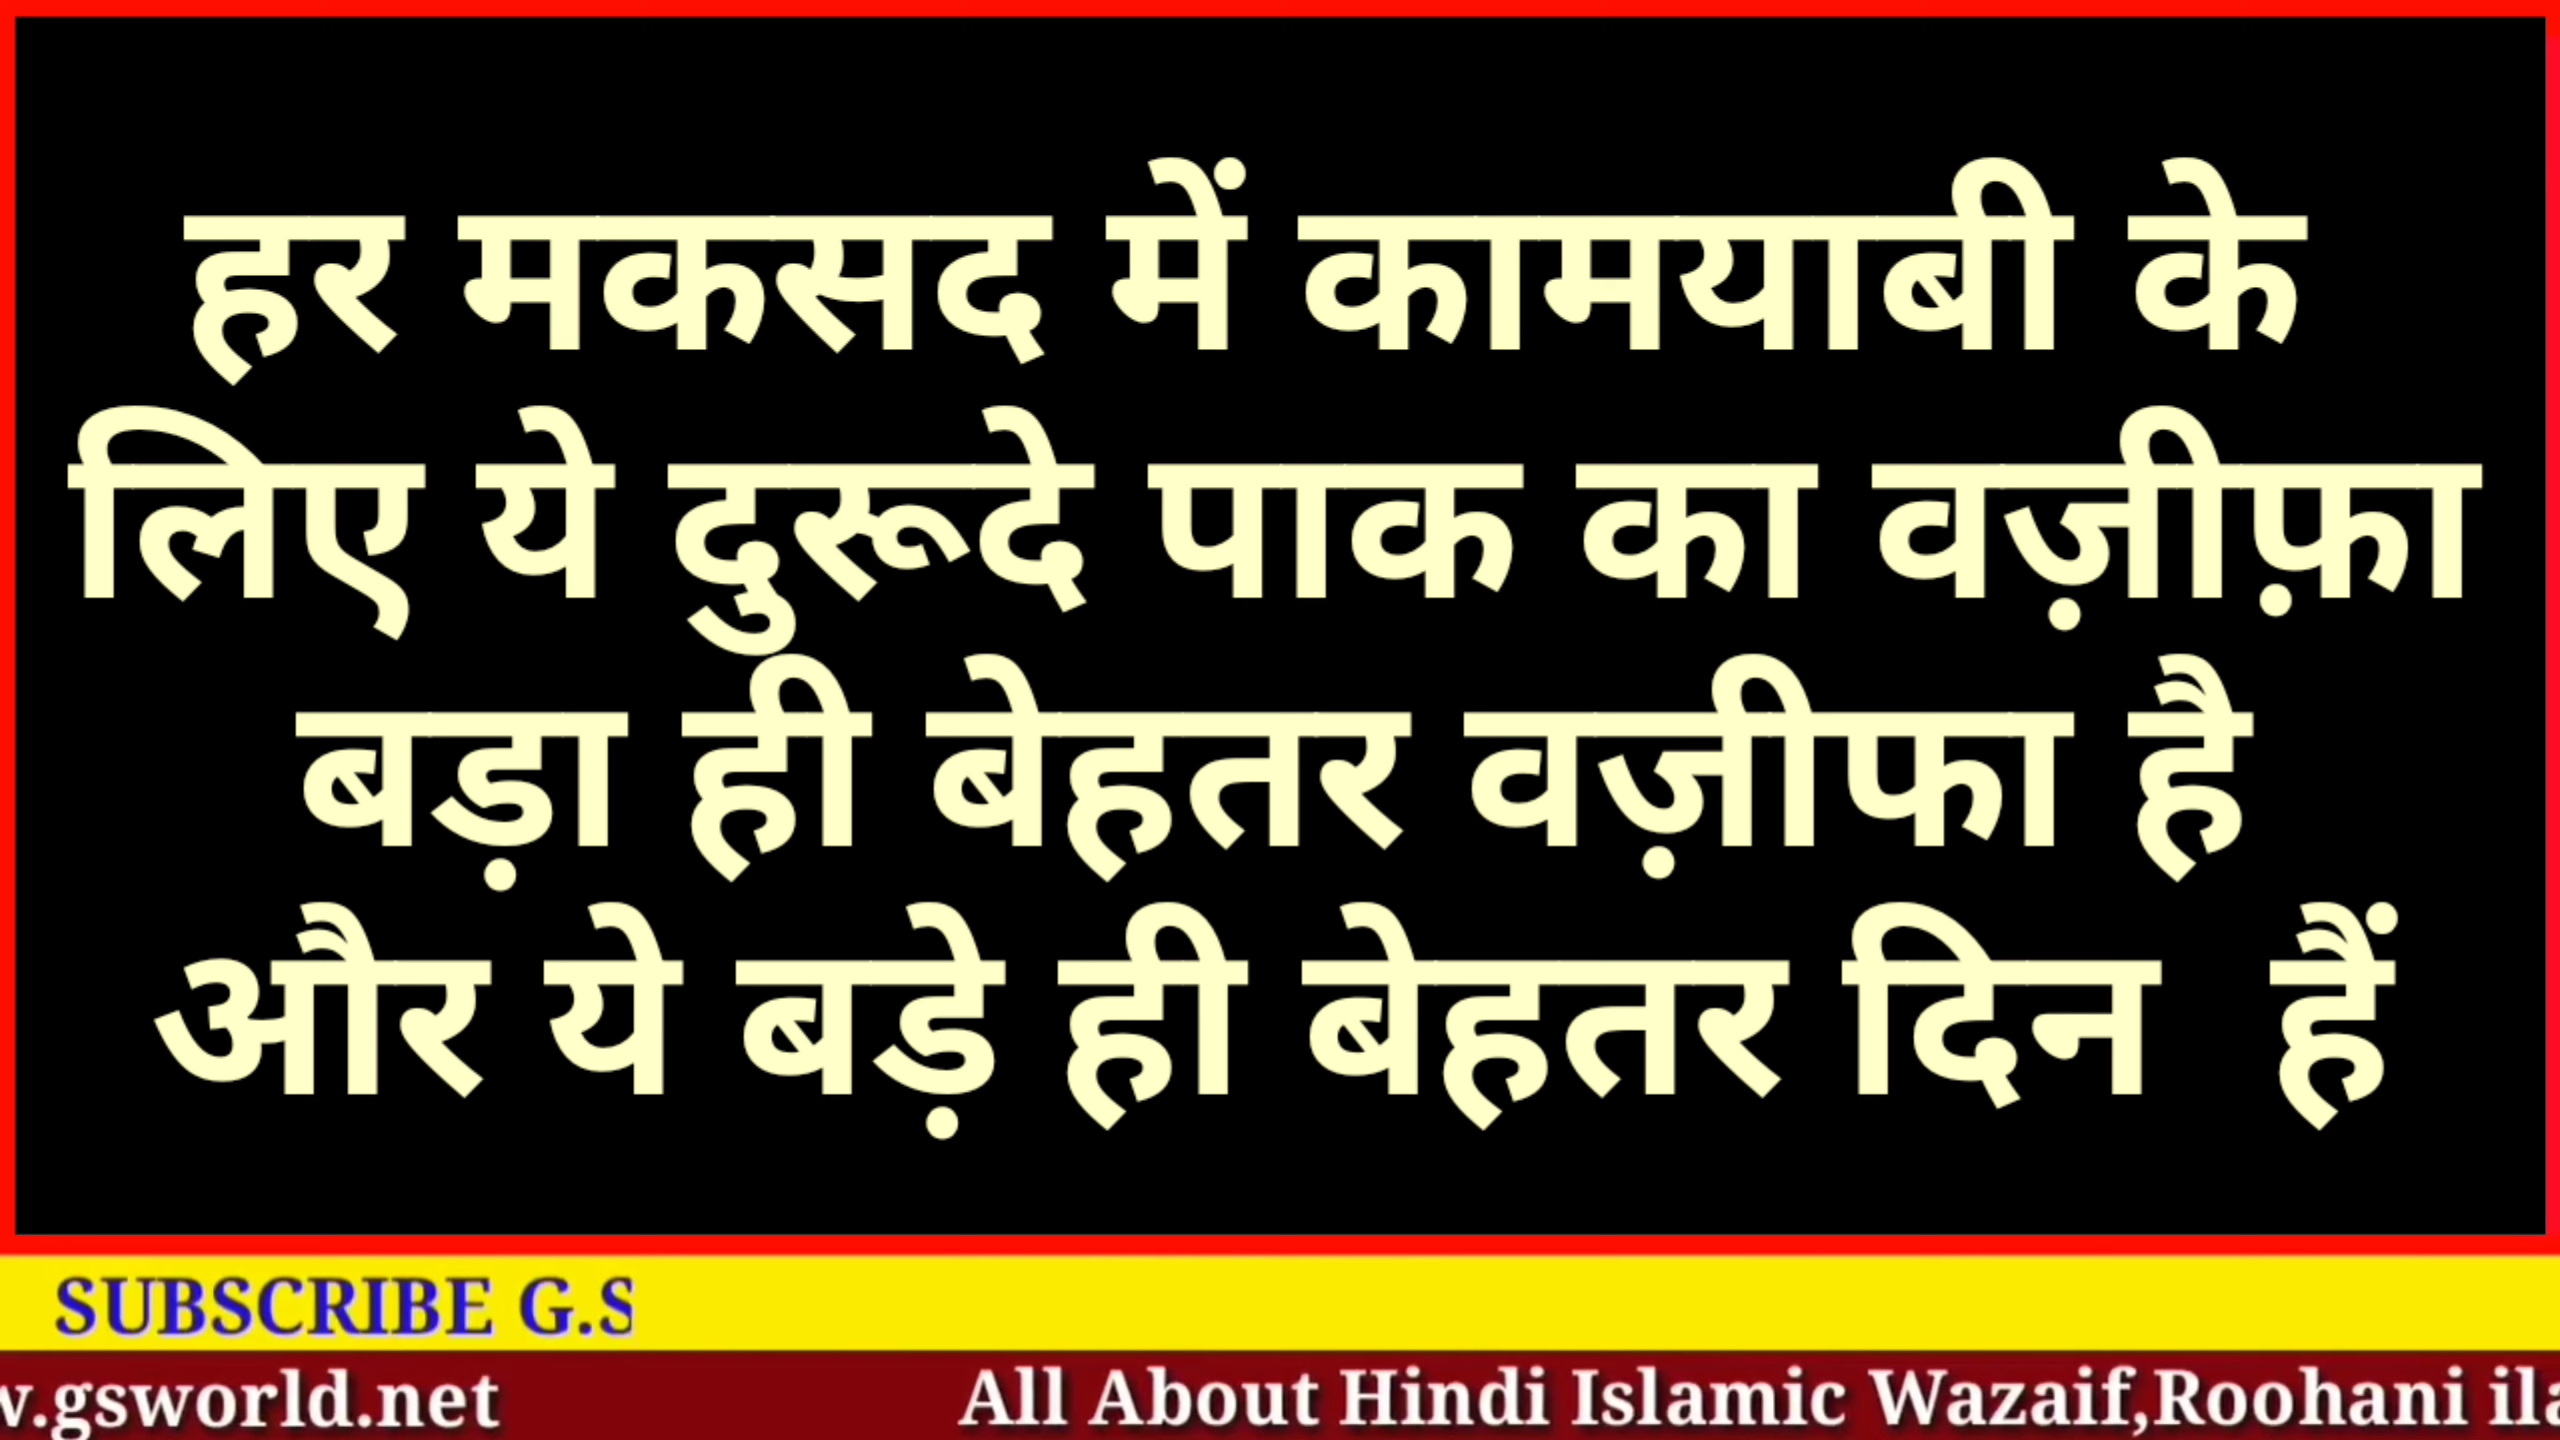 हर मकसद में कामयाबी के
लिए ये दुरूदे पाक का वज़ीफ़ा
बड़ा ही बेहतर वज़ीफा है
और ये बड़े ही बेहतर दिन हैं
SUBSCRIBE G.S
w.gsworld.net All About Hindi Islamic Wazaif,Roohani